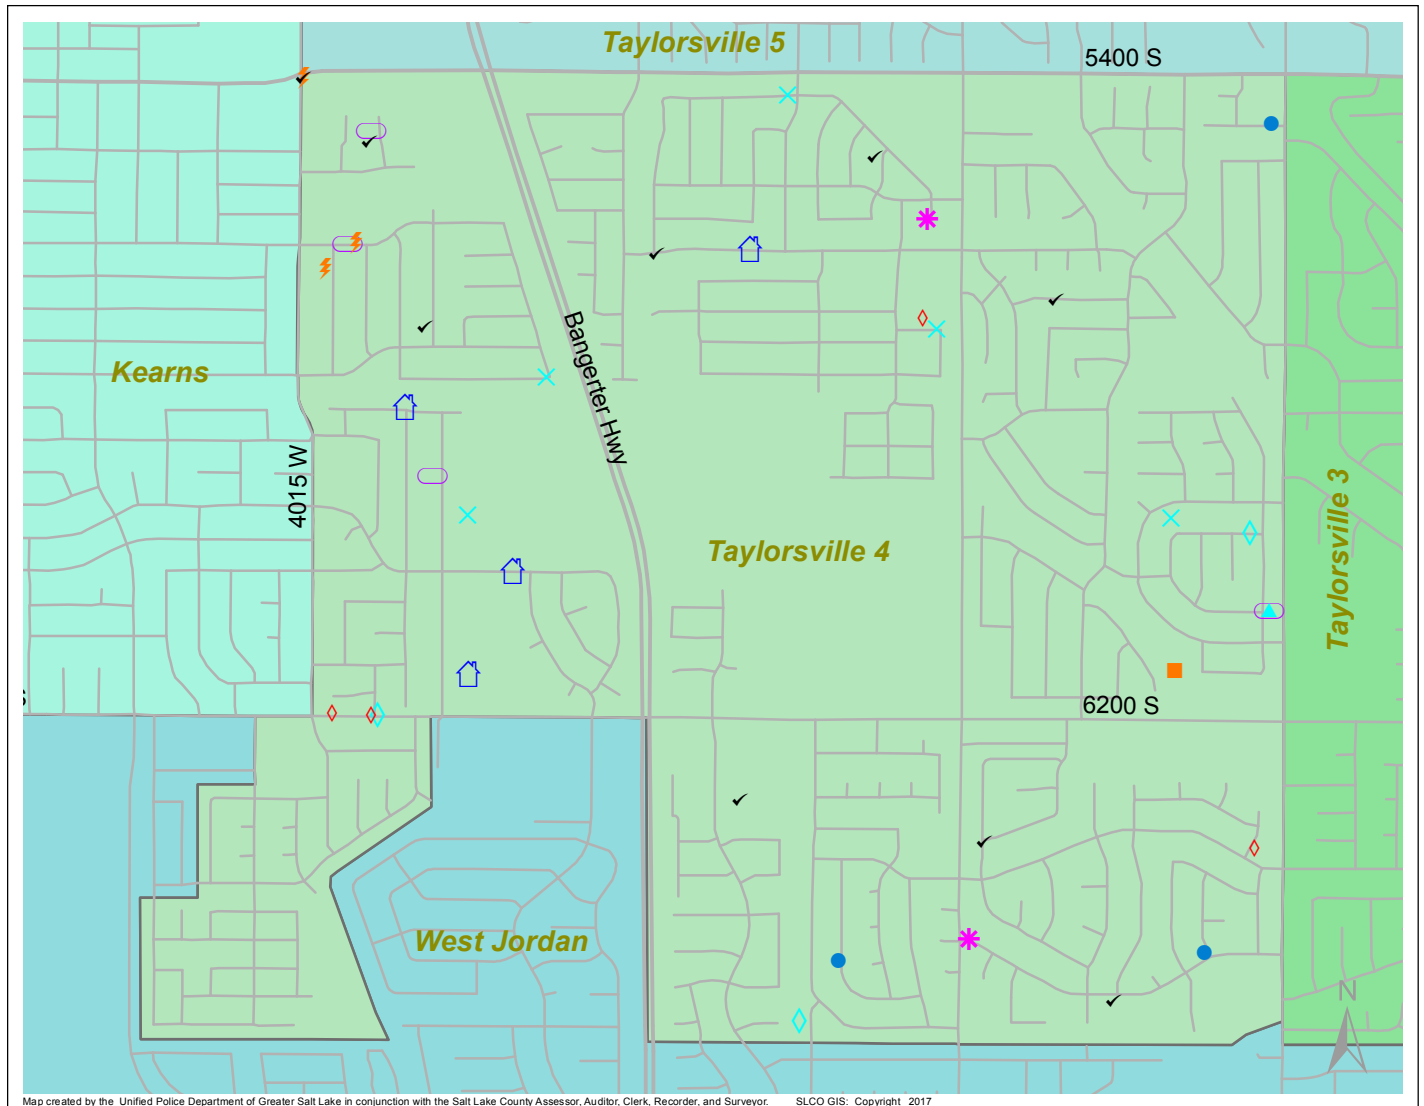 Taylorsville 5
5400 S
Bangerter Hwy
Kearns
4015 W
Taylorsville 4
Taylorsville 3
6200 S
West Jordan
N
Map created by the Unified Police Department of Greater Salt Lake in conjunction with the Salt Lake County Assessor, Auditor, Clerk, Recorder, and Surveyor. SLCO GIS: Copyright 2017